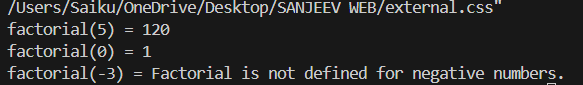 /Users/Saiku/OneDrive/Desktop/SANJEEV WEB/external.css"
factorial(5) = 120
factorial(0) = 1
factorial(-3) = Factorial is not defined for negative numbers.